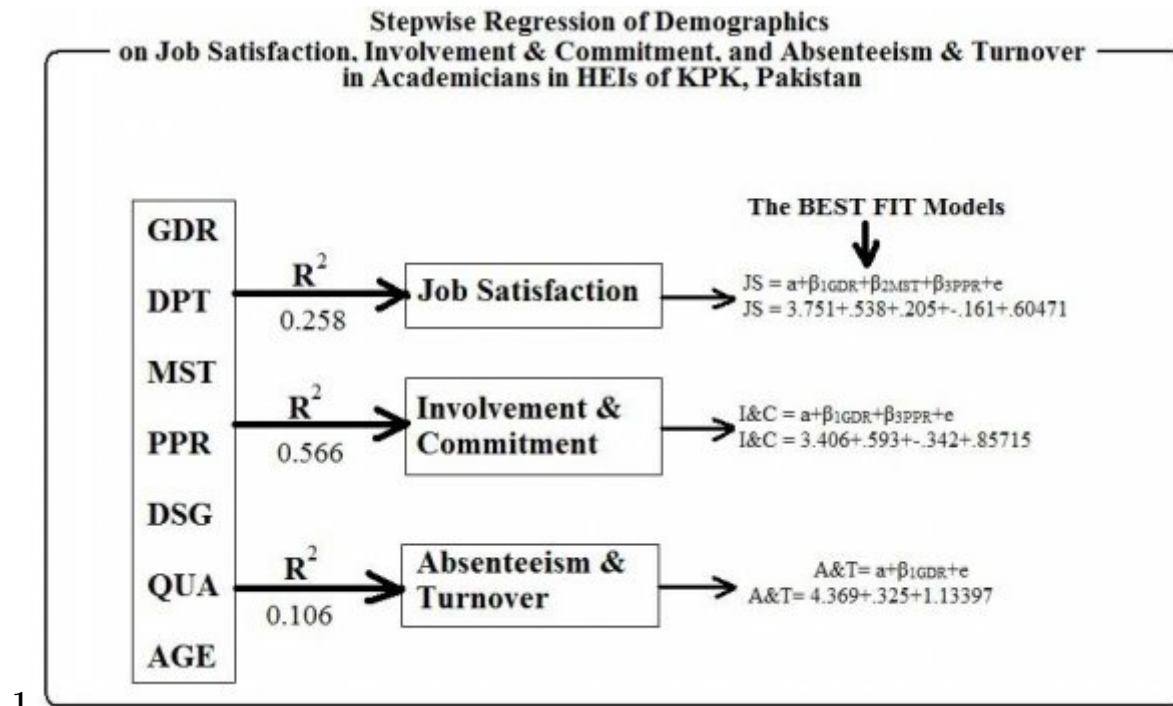 Stepwise Regression of Demographics
on Job Satisfaction, Involvement & Commitment, and Absenteeism & Turnover
in Academicians in HEIs of KPK, Pakistan
The BEST FIT Models
GDR
DPT
MST
PPR
DSG
QUA
AGE
R²
0.258
Job Satisfaction
JS = a+β1GDR+β2MST+β3PPR+e
JS = 3.751+.538+.205+-.161+.60471
R²
0.566
Involvement &
Commitment
I&C = a+β1GDR+β3PPR+e
I&C = 3.406+.593+-.342+.85715
R²
0.106
Absenteeism &
Turnover
A&T= a+β1GDR+e
A&T= 4.369+.325+1.13397
1